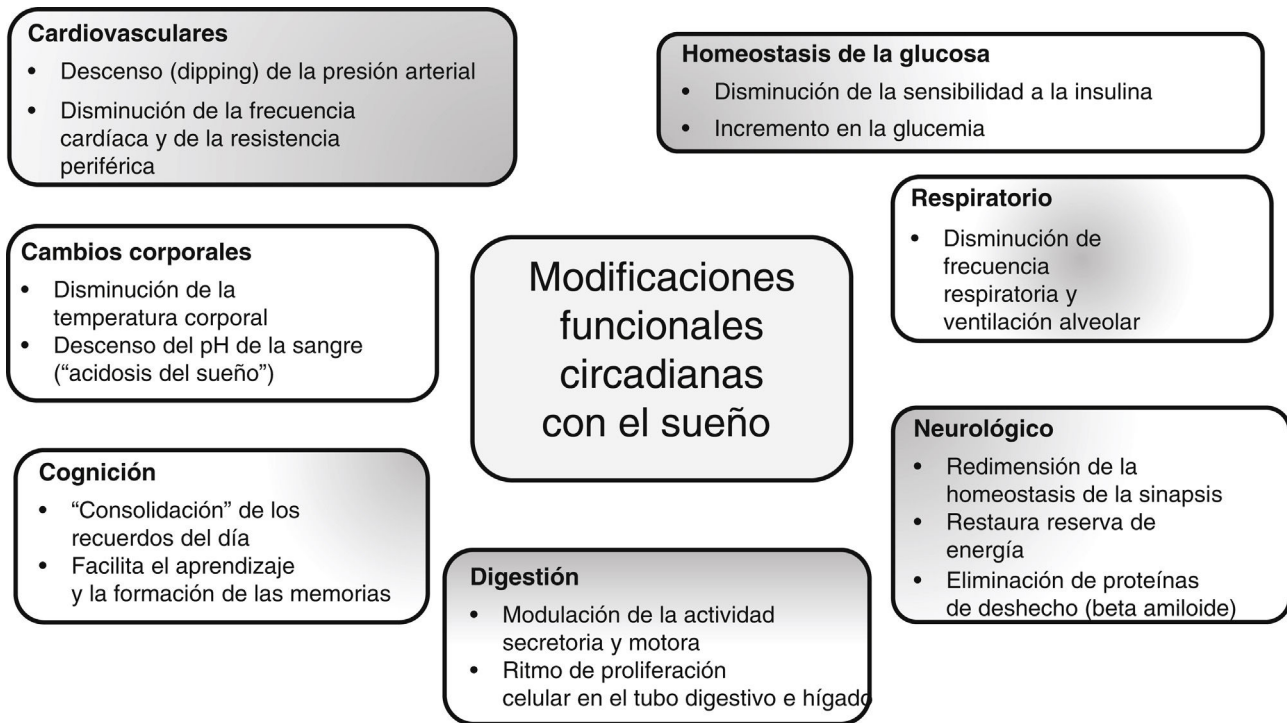 Cardiovasculares
• Descenso (dipping) de la presión arterial
• Disminución de la frecuencia
cardíaca y de la resistencia
periférica
Homeostasis de la glucosa
• Disminución de la sensibilidad a la insulina
• Incremento en la glucemia
Respiratorio
• Disminución de
frecuencia
respiratoria y
ventilación alveolar
Cambios corporales
• Disminución de la
temperatura corporal
• Descenso del pH de la sangre
(“acidosis del sueño”)
Modificaciones
funcionales
circadianas
con el sueño
Neurológico
• Redimensión de la
homeostasis de la sinapsis
• Restaura reserva de
energía
• Eliminación de proteínas
de deshecho (beta amiloide)
Cognición
• “Consolidación” de los
recuerdos del día
• Facilita el aprendizaje
y la formación de las memorias
Digestión
• Modulación de la actividad
secretoria y motora
• Ritmo de proliferación
celular en el tubo digestivo e hígado